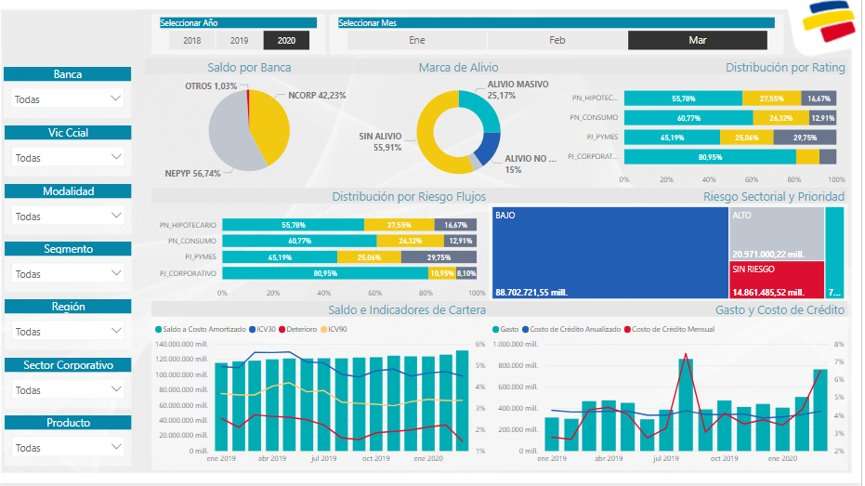 Seleccionar Año
2018 2019 2020
Seleccionar Mes
Ene Feb Mar
Banca
Todas
Vic Ccial
Todas
Modalidad
Todas
Segmento
Todas
Región
Todas
Sector Corporativo
Todas
Producto
Todas
Saldo por Banca
OTROS 1,03%
NCORP 42,23%
NEPYP 56,74%
Marca de Alivio
ALIVIO MASIVO
25,17%
SIN ALIVIO
55,91%
ALIVIO NO ...
15%
Distribución por Rating
PN_HIPOTEC... 55,78% 27,55% 16,67%
PN_CONSUMO 60,77% 26,32% 12,91%
PJ_PYMES 45,19% 25,06% 29,75%
PJ_CORPORAT... 80,95%
0% 20% 40% 60% 80% 100%
Distribución por Riesgo Flujos
PN_HIPOTECARIO 55,78% 27,55% 16,67%
PN_CONSUMO 60,77% 26,32% 12,91%
PJ_PYMES 45,19% 25,06% 29,75%
PJ_CORPORATIVO 80,95% 10,95% 8,10%
0% 20% 40% 60% 80% 100%
Riesgo Sectorial y Prioridad
BAJO
88.702.721,55 mill.
ALTO
20.971.000,22 mill.
SIN RIESGO
14.861.485,52 mill.
7...
Saldo e Indicadores de Cartera
Saldo a Costo Amortizado ICV30 Deterioro ICV90
140.000.000 mill.
120.000.000 mill.
100.000.000 mill.
80.000.000 mill.
60.000.000 mill.
40.000.000 mill.
20.000.000 mill.
0 mill.
6%
5%
4%
3%
2%
1%
ene 2019 abr 2019 jul 2019 oct 2019 ene 2020
Gasto y Costo de Crédito
Gasto Costo de Crédito Anualizado Costo de Crédito Mensual
1.000.000 mill.
800.000 mill.
600.000 mill.
400.000 mill.
200.000 mill.
0 mill.
8%
7%
6%
5%
4%
3%
2%
ene 2019 abr 2019 jul 2019 oct 2019 ene 2020